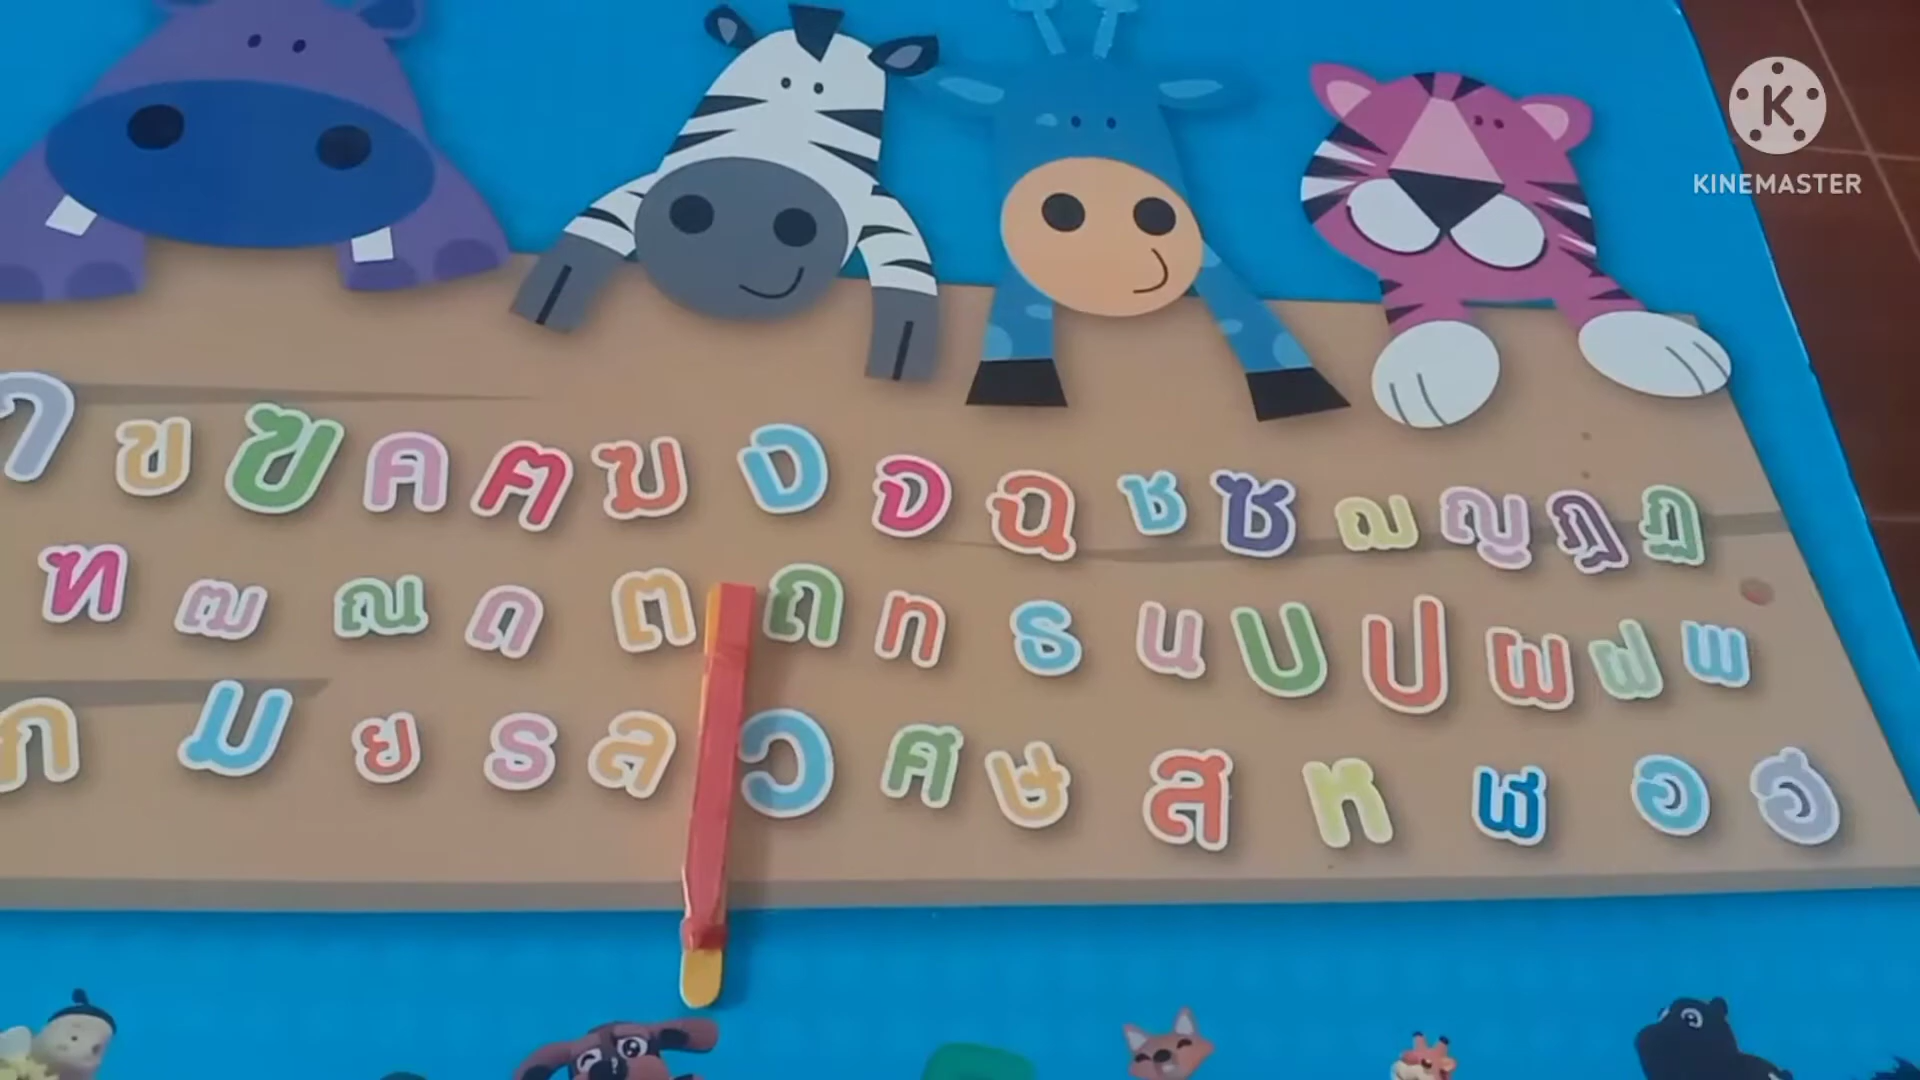 KINEMASTER
ก ข ฃ ค ฅ ฆ ง จ ฉ ช ซ ฌ ญ ฎ ฏ
ฑ ฒ ณ ด ต ถ ท ธ น บ ป ผ ฝ พ
ภ ม ย ร ล ว ศ ษ ส ห ฬ อ ฮ